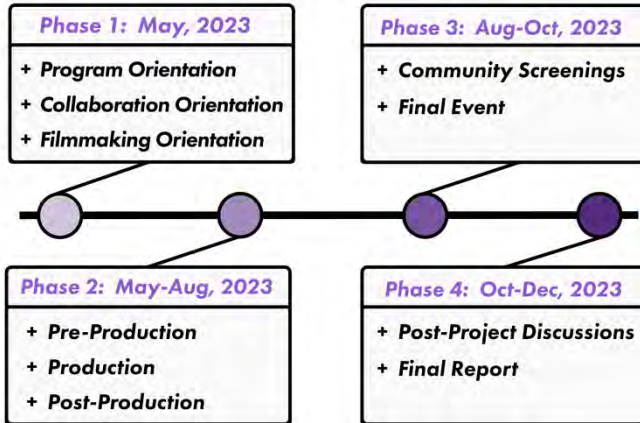 Phase 1: May, 2023
+ Program Orientation
+ Collaboration Orientation
+ Filmmaking Orientation
Phase 2: May-Aug, 2023
+ Pre-Production
+ Production
+ Post-Production
Phase 3: Aug-Oct, 2023
+ Community Screenings
+ Final Event
Phase 4: Oct-Dec, 2023
+ Post-Project Discussions
+ Final Report